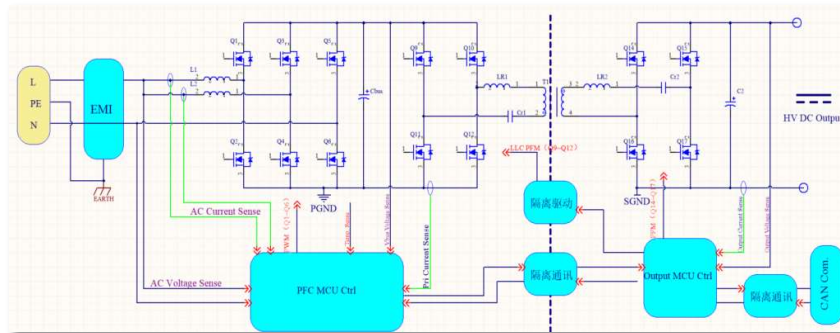 L
PE
N
EMI
EARTH
L1
L2
Q1
Q3
Q5
Q2
Q4
Q6
Cbus
Q9
Q10
Q11
Q12
LR1
Cr1
T1
LR2
Cr2
Q14
Q15
Q16
Q17
C2
HV DC Output
PGND
SGND
LLC PFM (Q9-Q12)
AC Current Sense
AC Voltage Sense
PWM (Q1-Q6)
Temp Sense
Vbus Voltage Sense
Pri Current Sense
PFC MCU Ctrl
隔离驱动
隔离通讯
Output Current Sense
Output Voltage Sense
Output MCU Ctrl
隔离通讯
CAN Com.